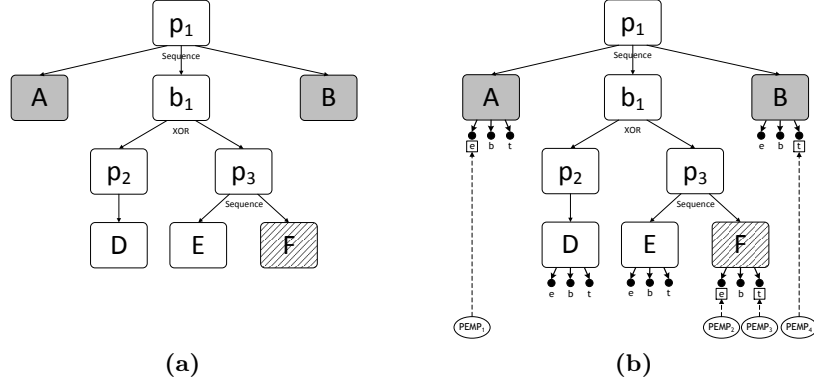 p₁
Sequence
A
b₁
B
XOR
p₂
p₃
Sequence
D
E
F
(a)
p₁
Sequence
A
b₁
B
e b t
XOR
e b t
p₂
p₃
Sequence
D
E
F
e b t
e b t
e b t
PEMP₁
PEMP₂
PEMP₃
PEMP₄
(b)